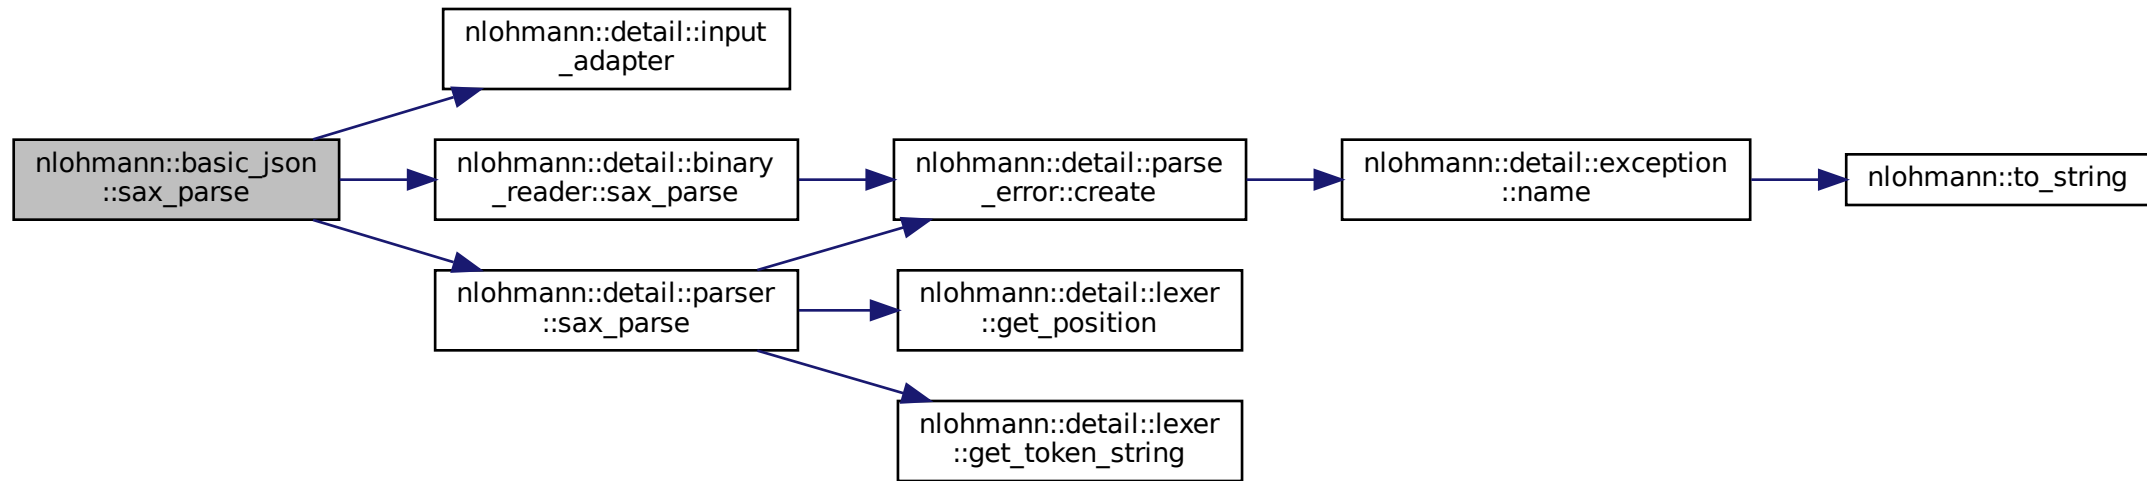 nlohmann::detail::input
_adapter
nlohmann::basic_json
::sax_parse
nlohmann::detail::binary
_reader::sax_parse
nlohmann::detail::parse
_error::create
nlohmann::detail::exception
::name
nlohmann::to_string
nlohmann::detail::parser
::sax_parse
nlohmann::detail::lexer
::get_position
nlohmann::detail::lexer
::get_token_string